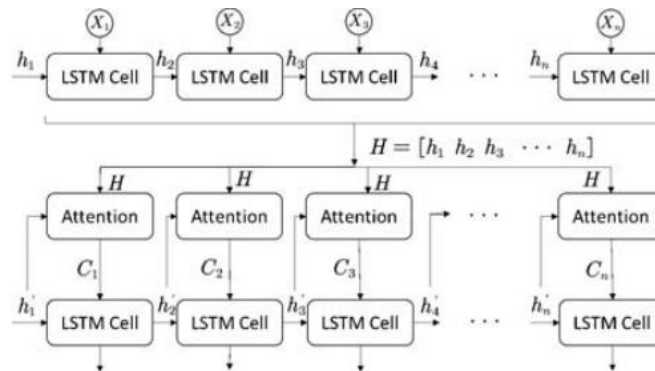 X₁ X₂ X₃ Xₙ
h₁ LSTM Cell h₂ LSTM Cell h₃ LSTM Cell h₄ · · · hₙ LSTM Cell
H = [h₁ h₂ h₃ · · · hₙ]
H H H H
Attention Attention Attention · · · Attention
C₁ C₂ C₃ Cₙ
h′₁ LSTM Cell h′₂ LSTM Cell h′₃ LSTM Cell h′₄ · · · h′ₙ LSTM Cell